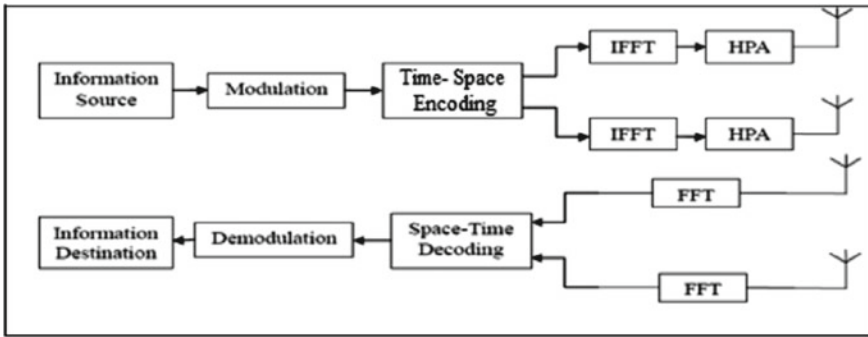 IFFT HPA
Information
Source
Modulation
Time- Space
Encoding
IFFT HPA
FFT
Information
Destination
Demodulation
Space-Time
Decoding
FFT